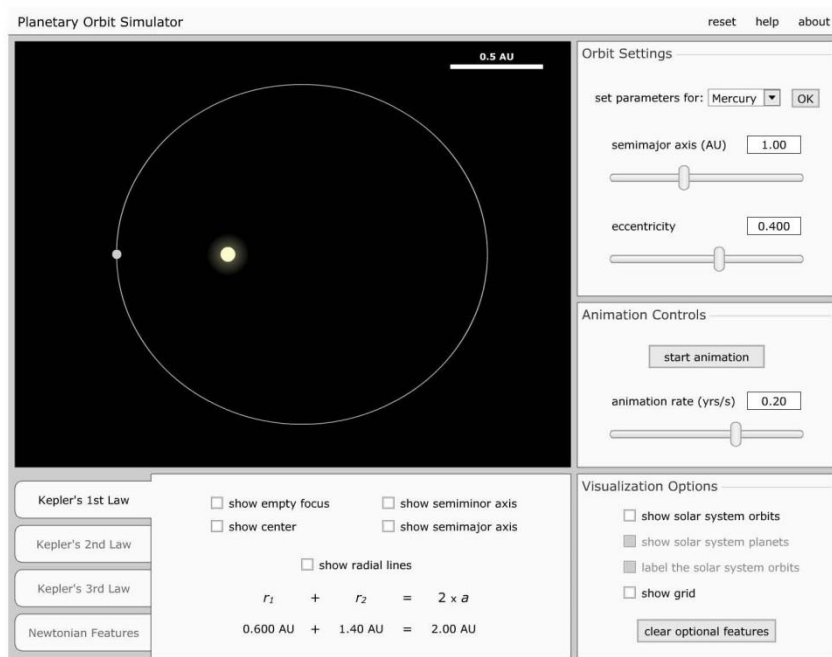 Planetary Orbit Simulator
reset help about
0.5 AU
Orbit Settings
set parameters for: Mercury OK
semimajor axis (AU) 1.00
eccentricity 0.400
Animation Controls
start animation
animation rate (yrs/s) 0.20
Kepler's 1st Law
Kepler's 2nd Law
Kepler's 3rd Law
Newtonian Features
show empty focus show semiminor axis
show center show semimajor axis
show radial lines
r₁ + r₂ = 2 x a
0.600 AU + 1.40 AU = 2.00 AU
Visualization Options
show solar system orbits
show solar system planets
label the solar system orbits
show grid
clear optional features